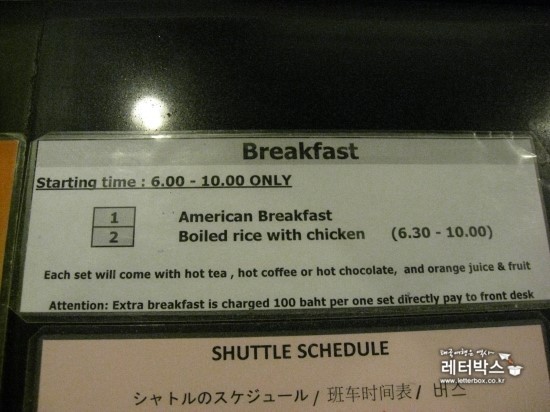 Breakfast
Starting time : 6.00 - 10.00 ONLY
1 American Breakfast
2 Boiled rice with chicken (6.30 - 10.00)
Each set will come with hot tea , hot coffee or hot chocolate, and orange juice & fruit
Attention: Extra breakfast is charged 100 baht per one set directly pay to front desk
SHUTTLE SCHEDULE
シャトルのスケジュール / 班车时间表 / 버스
레터박스
www.letterbox.co.kr